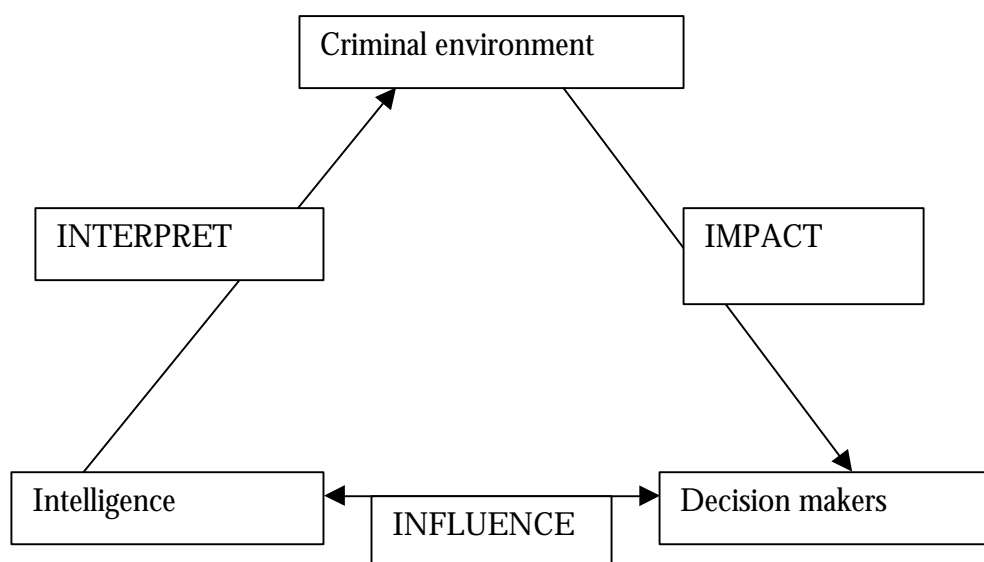 Criminal environment
INTERPRET
IMPACT
Intelligence
INFLUENCE
Decision makers